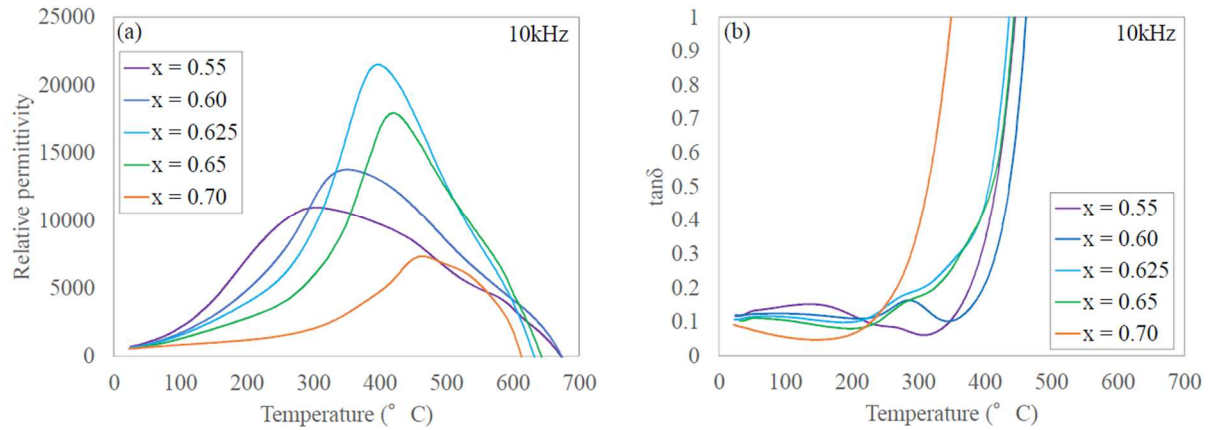 (a)
10kHz
25000
20000
15000
10000
5000
0
Relative permittivity
x = 0.55
x = 0.60
x = 0.625
x = 0.65
x = 0.70
0 100 200 300 400 500 600 700
Temperature (° C)
(b)
10kHz
1
0.9
0.8
0.7
0.6
0.5
0.4
0.3
0.2
0.1
0
tanδ
x = 0.55
x = 0.60
x = 0.625
x = 0.65
x = 0.70
0 100 200 300 400 500 600 700
Temperature (° C)